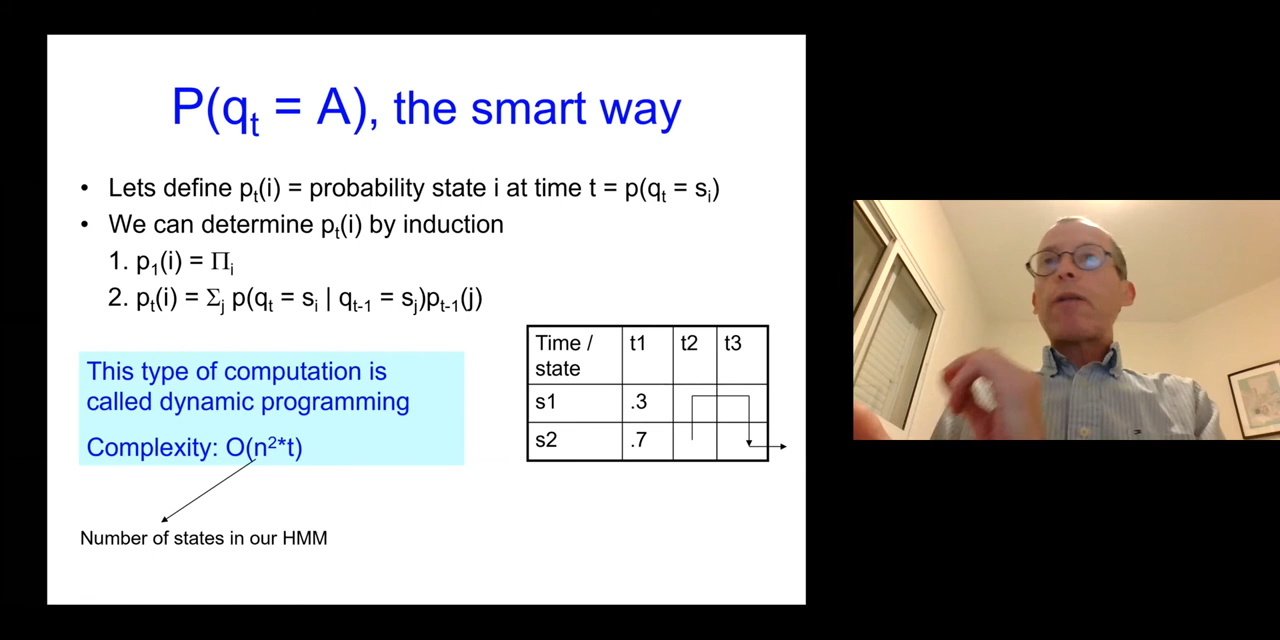 P(qt = A), the smart way
• Lets define pt(i) = probability state i at time t = p(qt = si)
• We can determine pt(i) by induction
1. p1(i) = Πi
2. pt(i) = Σj p(qt = si | qt-1 = sj)pt-1(j)
This type of computation is
called dynamic programming
Complexity: O(n2*t)
Number of states in our HMM
Time / t1 t2 t3
state
s1 .3
s2 .7